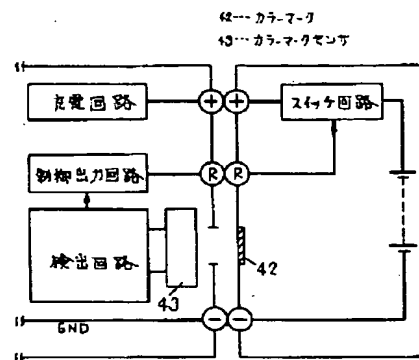 42…カラーマーク
43…カラーマークセンサ
充電回路
+ +
スイッチ回路
制御出力回路
R R
検出回路
43
42
GND
- -